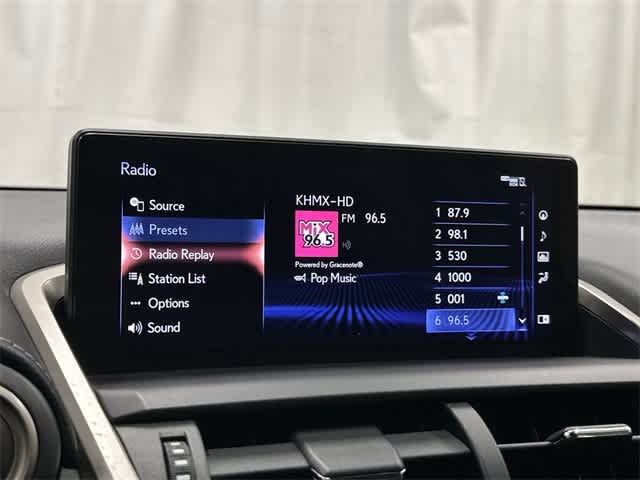 Radio
Source
Presets
Radio Replay
Station List
Options
Sound
KHMX-HD
FM 96.5
MIX
96.5
Powered by Gracenote®
Pop Music
1 87.9
2 98.1
3 530
4 1000
5 001
6 96.5